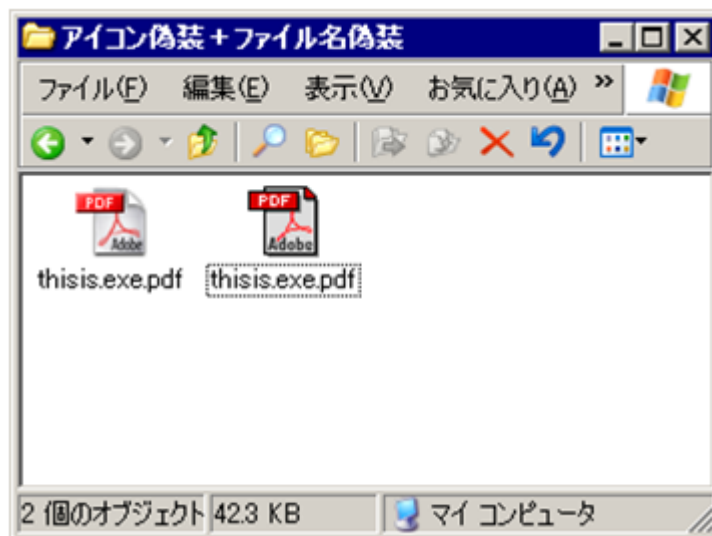 アイコン偽装+ファイル名偽装
ファイル(F) 編集(E) 表示(V) お気に入り(A) »
PDF PDF
Adobe Adobe
thisis.exe.pdf thisis.exe.pdf
2 個のオブジェクト 42.3 KB マイ コンピュータ